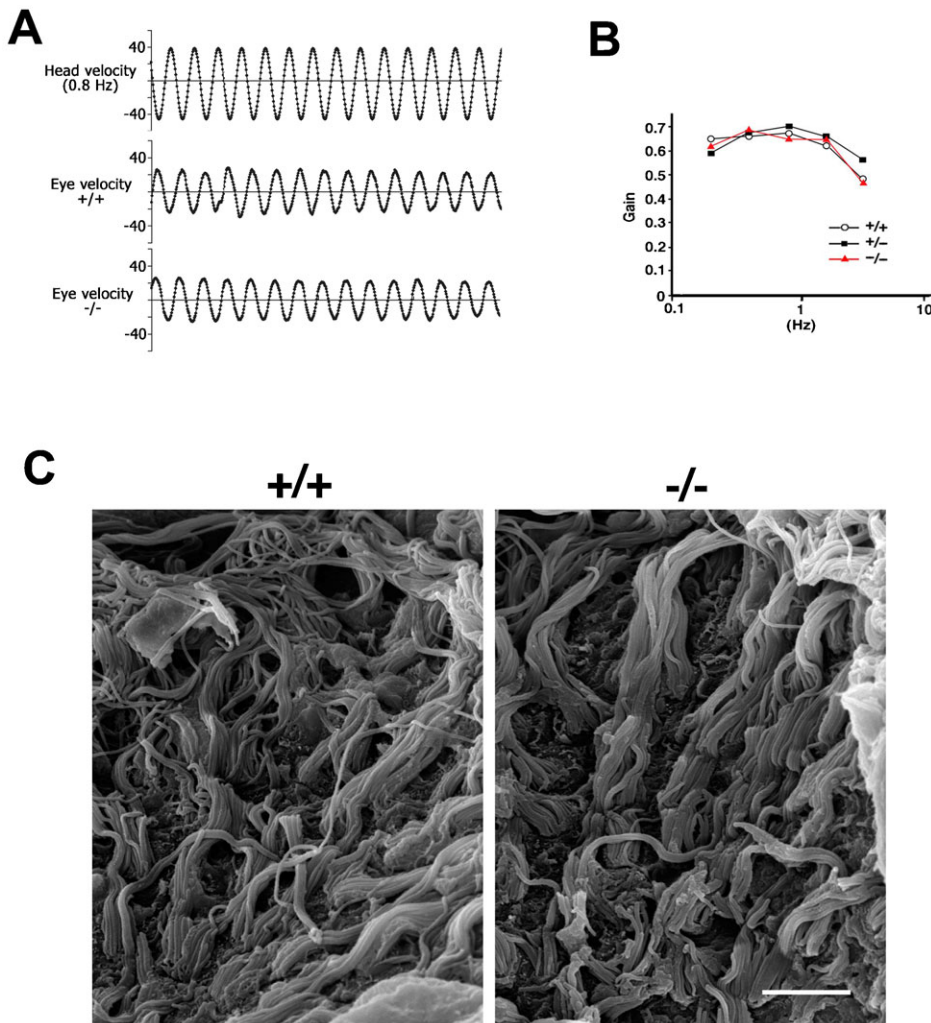 A
40
Head velocity
(0.8 Hz)
-40
40
Eye velocity
+/+
-40
40
Eye velocity
-/-
-40
B
0.7
0.6
0.5
0.4
0.3
0.2
0.1
0
Gain
+/+
+/−
−/−
0.1
1
10
(Hz)
C
+/+
-/-